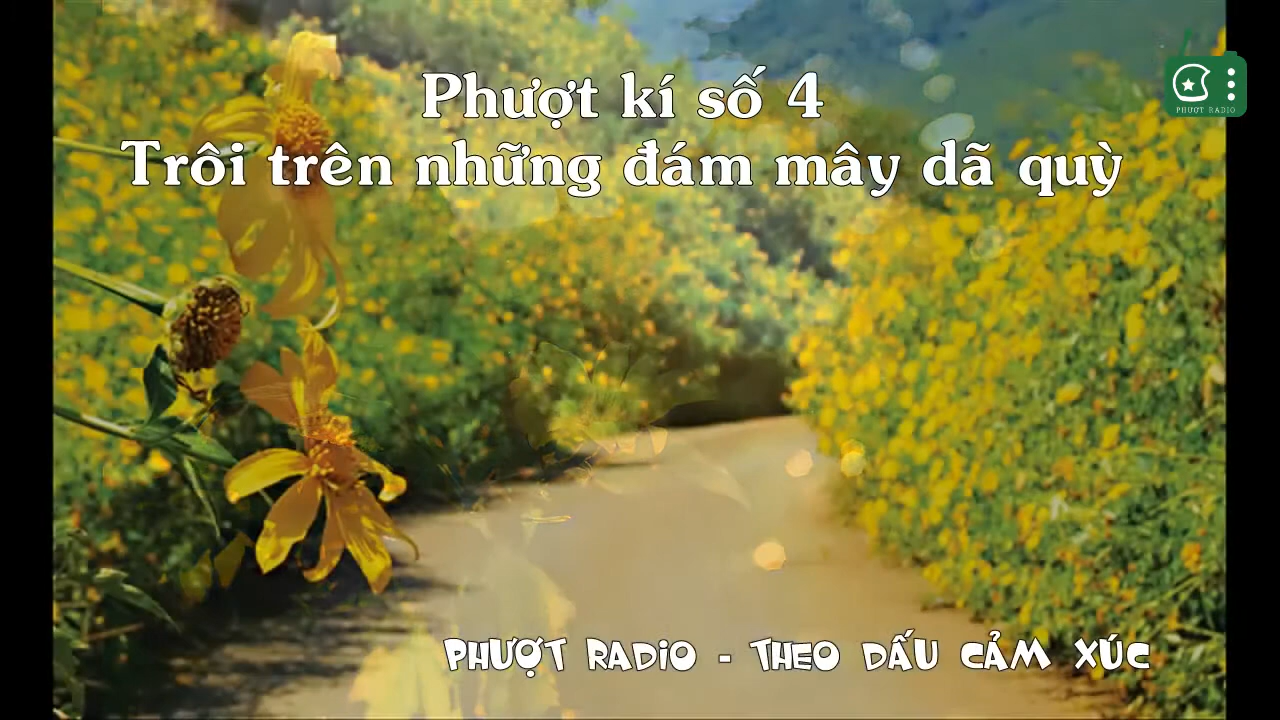 Phượt kí số 4
Trôi trên những đám mây dã quỳ
PHƯỢT RADIO
PHƯỢT RADIO - THEO DẤU CẢM XÚC